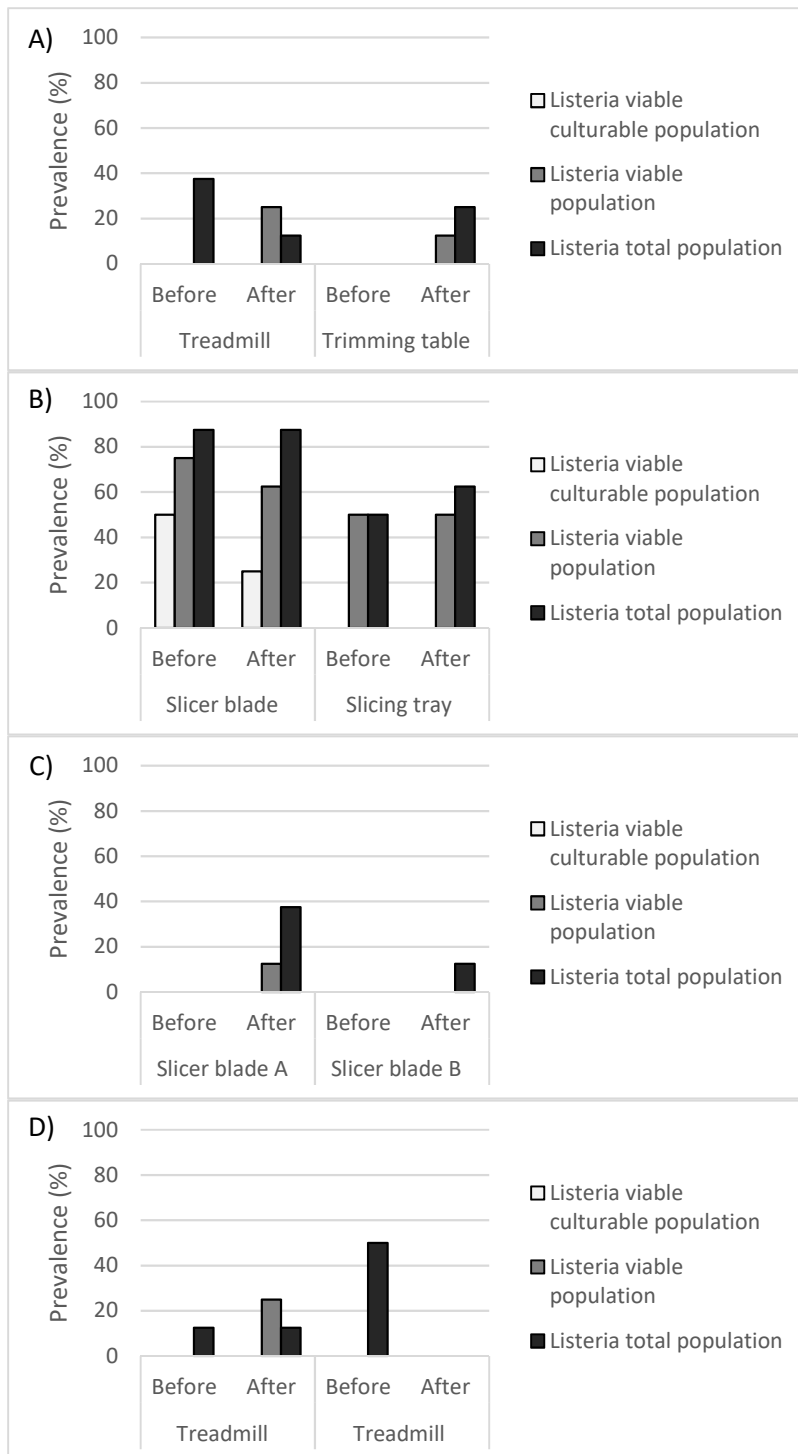 A)
Prevalence (%)
100
80
60
40
20
0
Before After Before After
Treadmill Trimming table
Listeria viable
culturable population
Listeria viable
population
Listeria total population
B)
Prevalence (%)
100
80
60
40
20
0
Before After Before After
Slicer blade Slicing tray
Listeria viable
culturable population
Listeria viable
population
Listeria total population
C)
Prevalence (%)
100
80
60
40
20
0
Before After Before After
Slicer blade A Slicer blade B
Listeria viable
culturable population
Listeria viable
population
Listeria total population
D)
Prevalence (%)
100
80
60
40
20
0
Before After Before After
Treadmill Treadmill
Listeria viable
culturable population
Listeria viable
population
Listeria total population